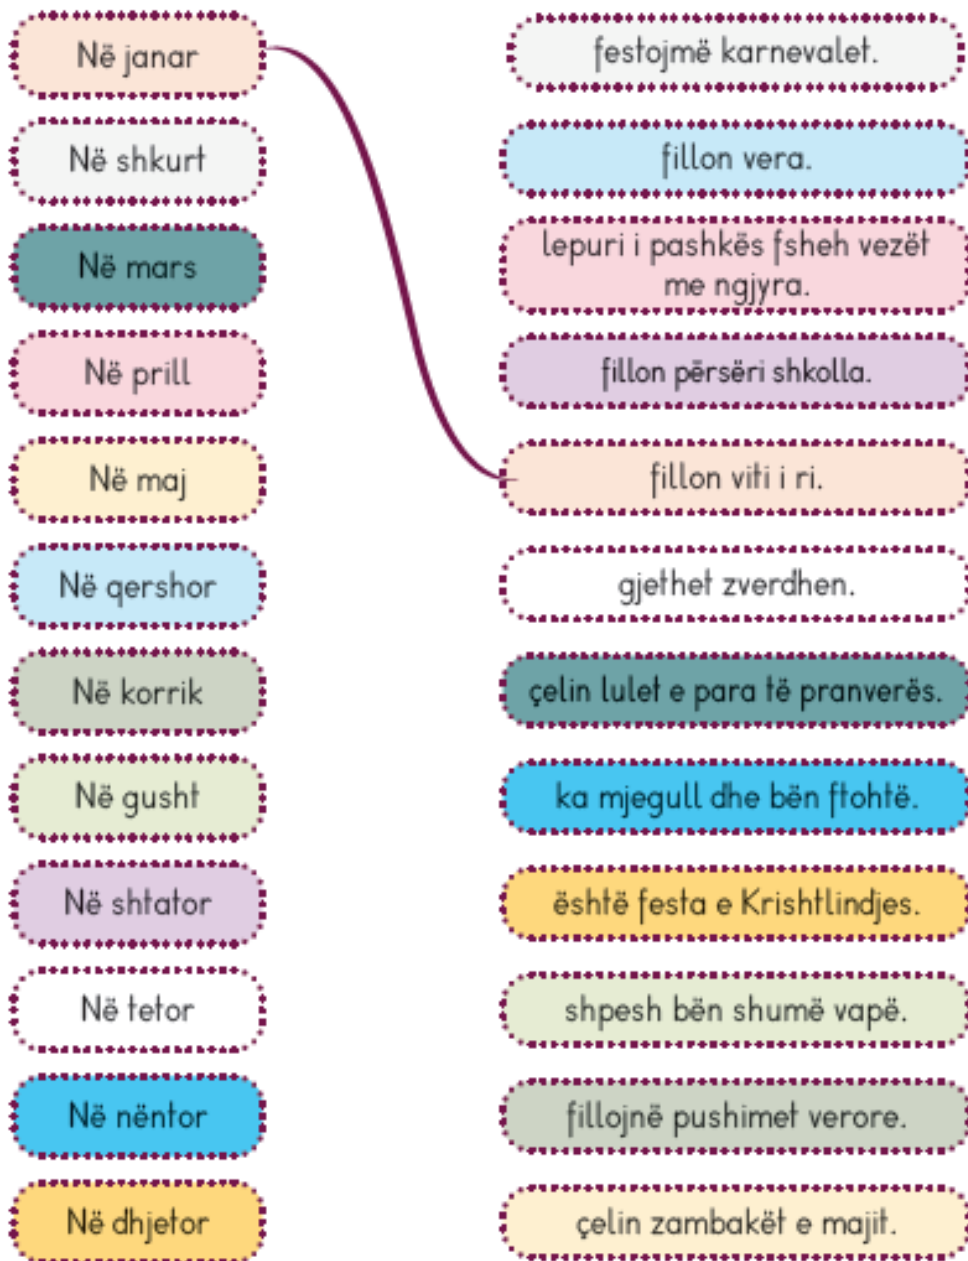 Në janar
Në shkurt
Në mars
Në prill
Në maj
Në qershor
Në korrik
Në gusht
Në shtator
Në tetor
Në nëntor
Në dhjetor
festojmë karnevalet.
fillon vera.
lepuri i pashkës fsheh vezët
me ngjyra.
fillon përsëri shkolla.
fillon viti i ri.
gjethet zverdhen.
çelin lulet e para të pranverës.
ka mjegull dhe bën ftohtë.
është festa e Krishtlindjes.
shpesh bën shumë vapë.
fillojnë pushimet verore.
çelin zambakët e majit.